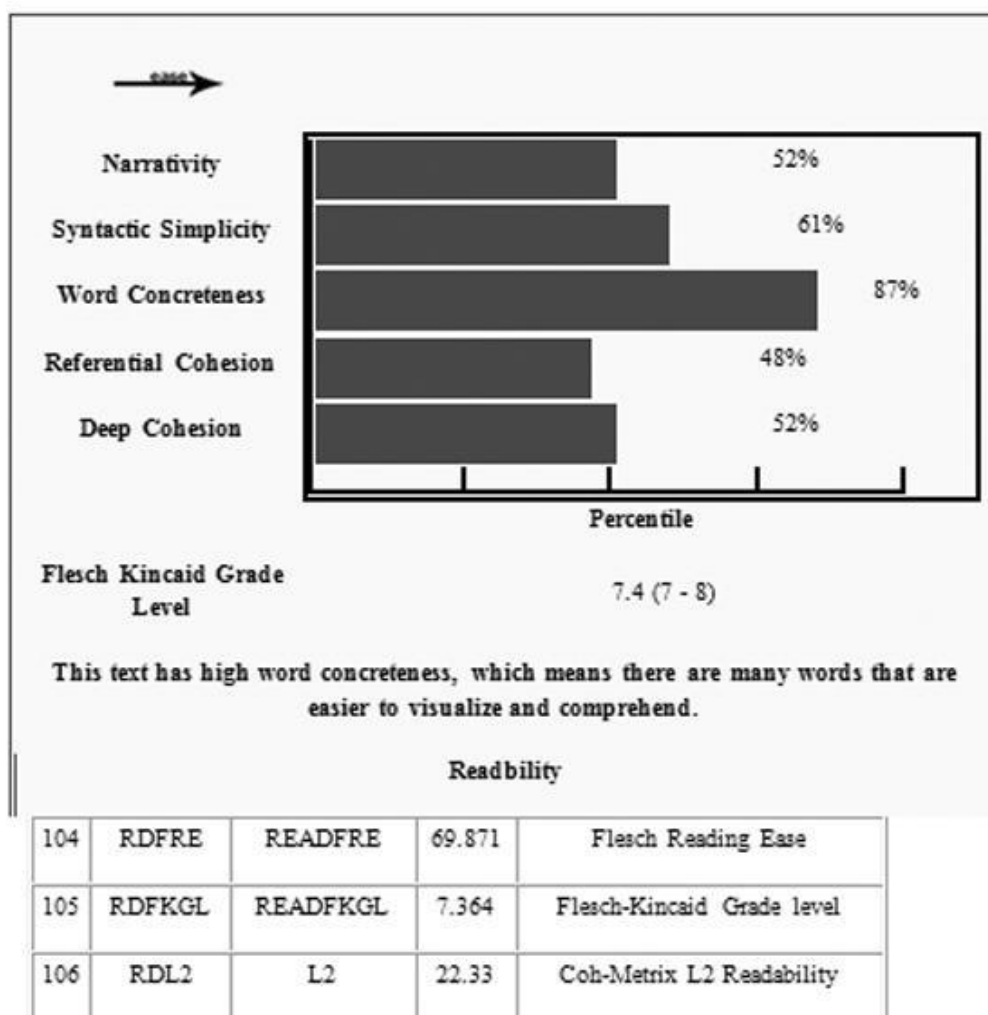 ease
Narrativity 52%
Syntactic Simplicity 61%
Word Concreteness 87%
Referential Cohesion 48%
Deep Cohesion 52%
Percentile
Flesch Kincaid Grade
Level
7.4 (7 - 8)
This text has high word concreteness, which means there are many words that are
easier to visualize and comprehend.
Readbility
104 RDFRE READFRE 69.871 Flesch Reading Ease
105 RDFKGL READFKGL 7.364 Flesch-Kincaid Grade level
106 RDL2 L2 22.33 Coh-Metrix L2 Readability